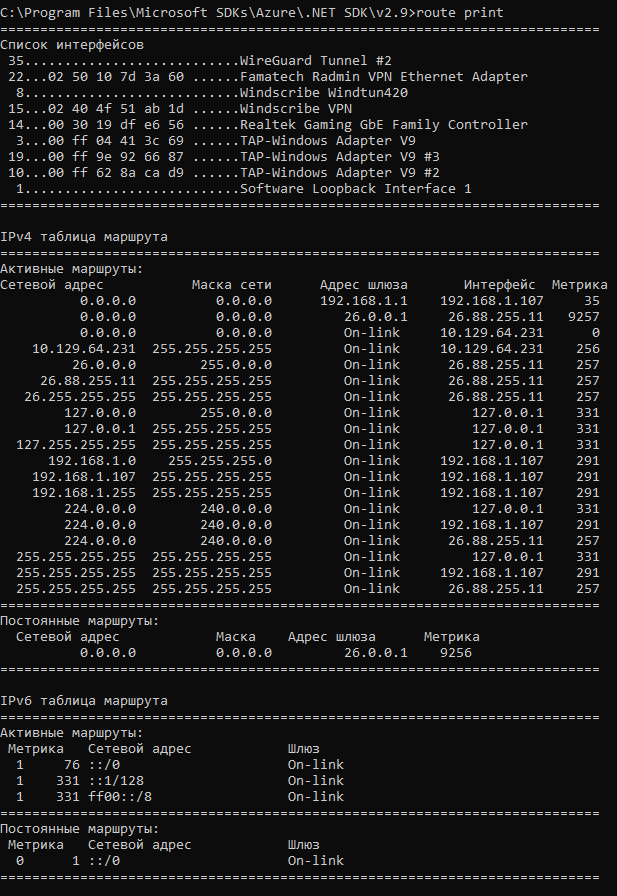 C:\Program Files\Microsoft SDKs\Azure\.NET SDK\v2.9>route print
===========================================================================
Список интерфейсов
 35...........................WireGuard Tunnel #2
 22...02 50 10 7d 3a 60 ......Famatech Radmin VPN Ethernet Adapter
  8...........................Windscribe Windtun420
 15...02 40 4f 51 ab 1d ......Windscribe VPN
 14...00 30 19 df e6 56 ......Realtek Gaming GbE Family Controller
  3...00 ff 04 41 3c 69 ......TAP-Windows Adapter V9
 19...00 ff 9e 92 66 87 ......TAP-Windows Adapter V9 #3
 10...00 ff 62 8a ca d9 ......TAP-Windows Adapter V9 #2
  1...........................Software Loopback Interface 1
===========================================================================
IPv4 таблица маршрута
===========================================================================
Активные маршруты:
Сетевой адрес           Маска сети      Адрес шлюза       Интерфейс  Метрика
          0.0.0.0          0.0.0.0      192.168.1.1    192.168.1.107     35
          0.0.0.0          0.0.0.0         26.0.0.1     26.88.255.11   9257
          0.0.0.0          0.0.0.0         On-link     10.129.64.231      0
    10.129.64.231  255.255.255.255         On-link     10.129.64.231    256
         26.0.0.0        255.0.0.0         On-link      26.88.255.11    257
     26.88.255.11  255.255.255.255         On-link      26.88.255.11    257
   26.255.255.255  255.255.255.255         On-link      26.88.255.11    257
        127.0.0.0        255.0.0.0         On-link         127.0.0.1    331
        127.0.0.1  255.255.255.255         On-link         127.0.0.1    331
  127.255.255.255  255.255.255.255         On-link         127.0.0.1    331
      192.168.1.0    255.255.255.0         On-link     192.168.1.107    291
    192.168.1.107  255.255.255.255         On-link     192.168.1.107    291
    192.168.1.255  255.255.255.255         On-link     192.168.1.107    291
        224.0.0.0        240.0.0.0         On-link         127.0.0.1    331
        224.0.0.0        240.0.0.0         On-link     192.168.1.107    291
        224.0.0.0        240.0.0.0         On-link      26.88.255.11    257
  255.255.255.255  255.255.255.255         On-link         127.0.0.1    331
  255.255.255.255  255.255.255.255         On-link     192.168.1.107    291
  255.255.255.255  255.255.255.255         On-link      26.88.255.11    257
===========================================================================
Постоянные маршруты:
  Сетевой адрес            Маска    Адрес шлюза      Метрика
          0.0.0.0          0.0.0.0         26.0.0.1    9256
===========================================================================
IPv6 таблица маршрута
===========================================================================
Активные маршруты:
 Метрика   Сетевой адрес            Шлюз
  1     76 ::/0                     On-link
  1    331 ::1/128                  On-link
  1    331 ff00::/8                 On-link
===========================================================================
Постоянные маршруты:
 Метрика   Сетевой адрес            Шлюз
  0      1 ::/0                     On-link
===========================================================================